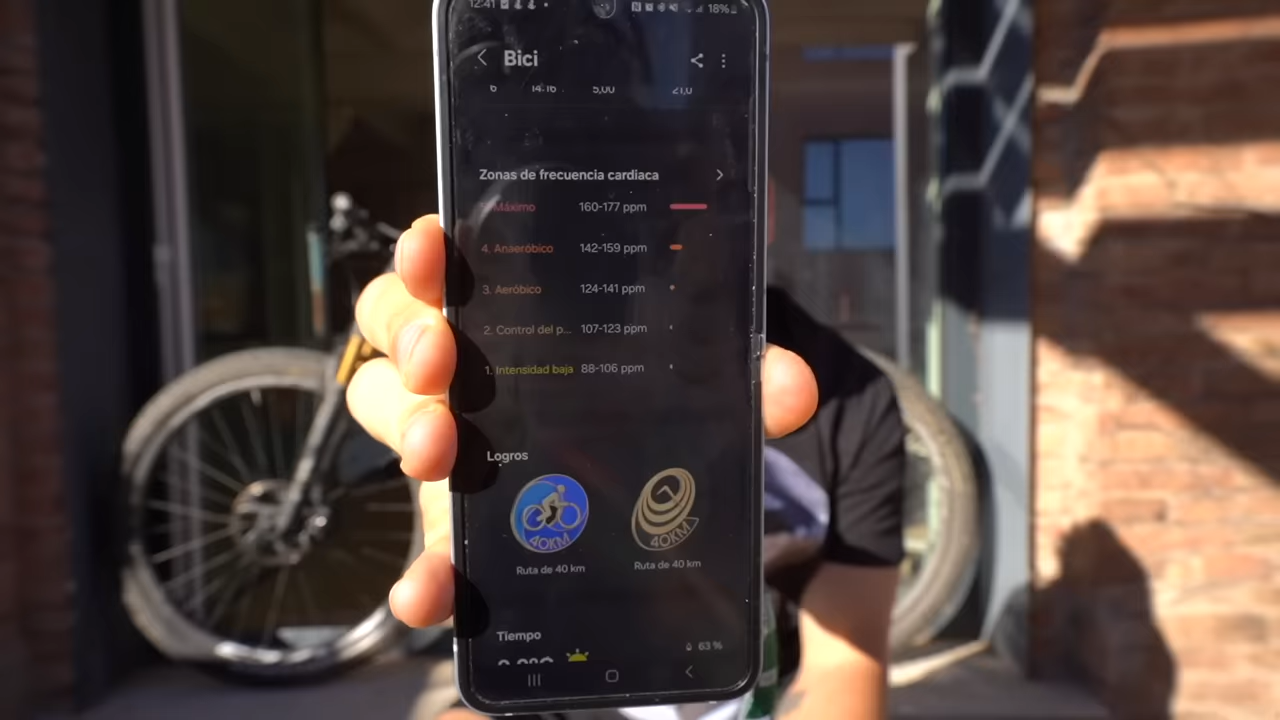 12:41 18%
Bici
6 14:16 5,00 21,0
Zonas de frecuencia cardiaca
5. Máximo 160-177 ppm
4. Anaeróbico 142-159 ppm
3. Aeróbico 124-141 ppm
2. Control del p... 107-123 ppm
1. Intensidad baja 88-106 ppm
Logros
40KM 40KM
Ruta de 40 km Ruta de 40 km
Tiempo
63 %